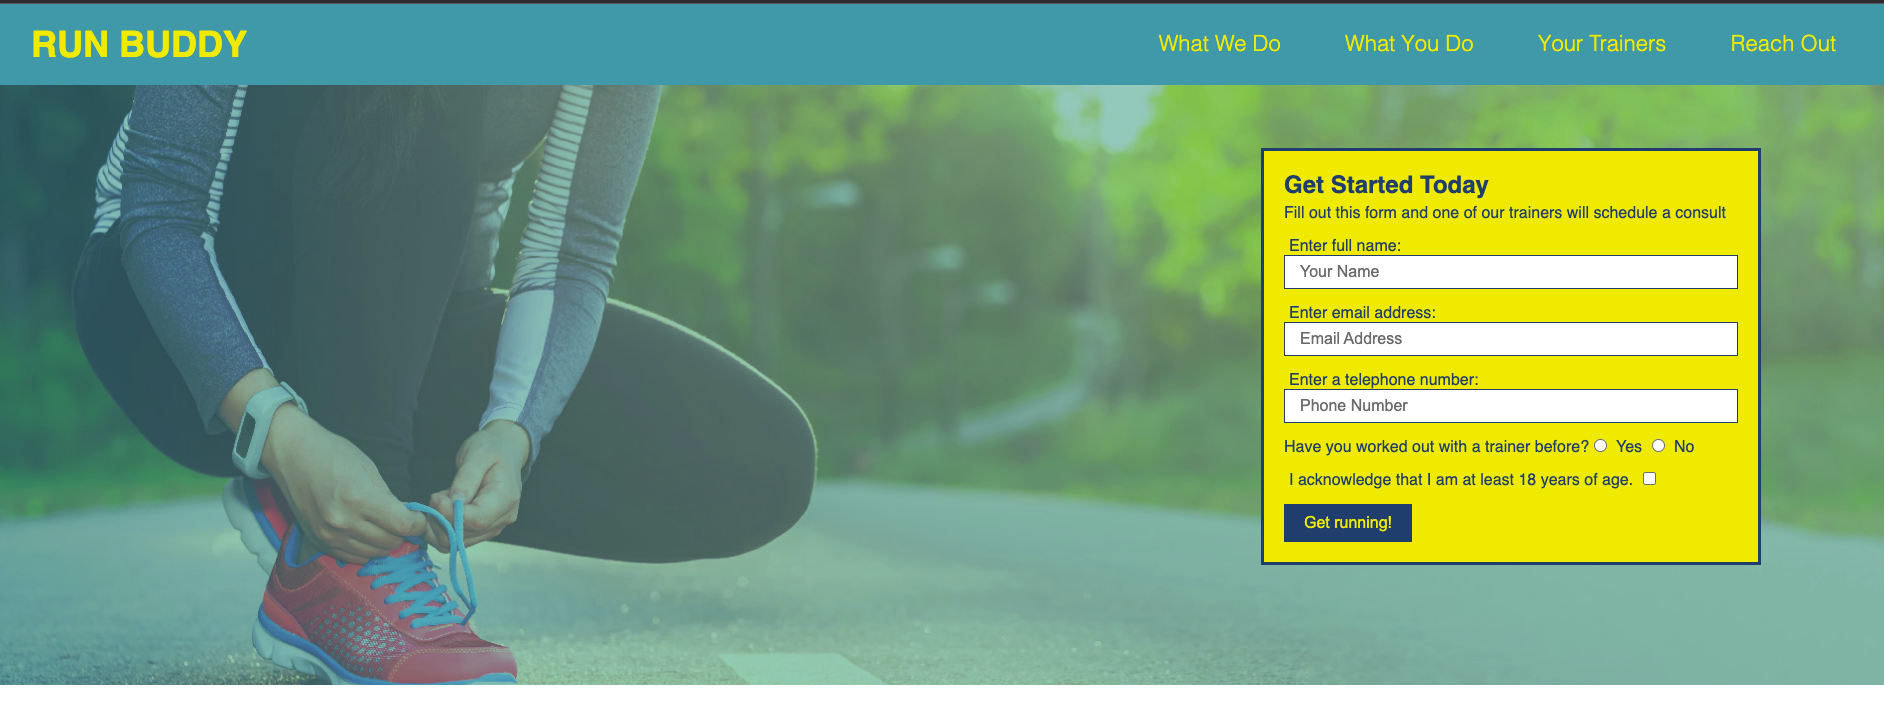 RUN BUDDY
What We Do What You Do Your Trainers Reach Out
Get Started Today
Fill out this form and one of our trainers will schedule a consult
Enter full name:
Your Name
Enter email address:
Email Address
Enter a telephone number:
Phone Number
Have you worked out with a trainer before? Yes No
I acknowledge that I am at least 18 years of age.
Get running!